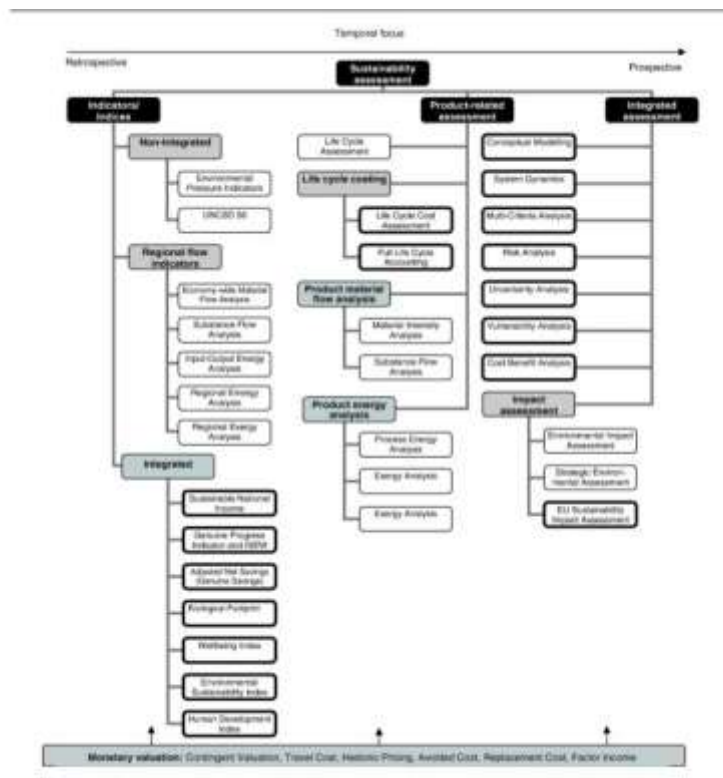 Temporal focus
Retrospective
Prospective
Sustainability
assessment
Indicators/
Indices
Product-related
assessment
Integrated
assessment
Non-integrated
Environmental
Pressure Indicators
UNCSD 58
Regional flow
indicators
Economy-wide Material
Flow Analysis
Substance Flow
Analysis
Input-Output Energy
Analysis
Regional Emergy
Analysis
Regional Exergy
Analysis
Integrated
Sustainable National
Income
Genuine Progress
Indicator and ISEW
Adjusted Net Savings
(Genuine Savings)
Ecological Footprint
Wellbeing Index
Environmental
Sustainability Index
Human Development
Index
Life Cycle
Assessment
Life cycle costing
Life Cycle Cost
Assessment
Full Life Cycle
Accounting
Product material
flow analysis
Material Intensity
Analysis
Substance Flow
Analysis
Product energy
analysis
Process Energy
Analysis
Exergy Analysis
Analysis
Conceptual Modelling
System Dynamics
Multi-Criteria Analysis
Risk Analysis
Uncertainty Analysis
Vulnerability Analysis
Cost Benefit Analysis
Impact
assessment
Environmental Impact
Assessment
Strategic Environ-
mental Assessment
EU Sustainability
Impact Assessment
Monetary valuation: Contingent Valuation, Travel Cost, Hedonic Pricing, Avoided Cost, Replacement Cost, Factor Income